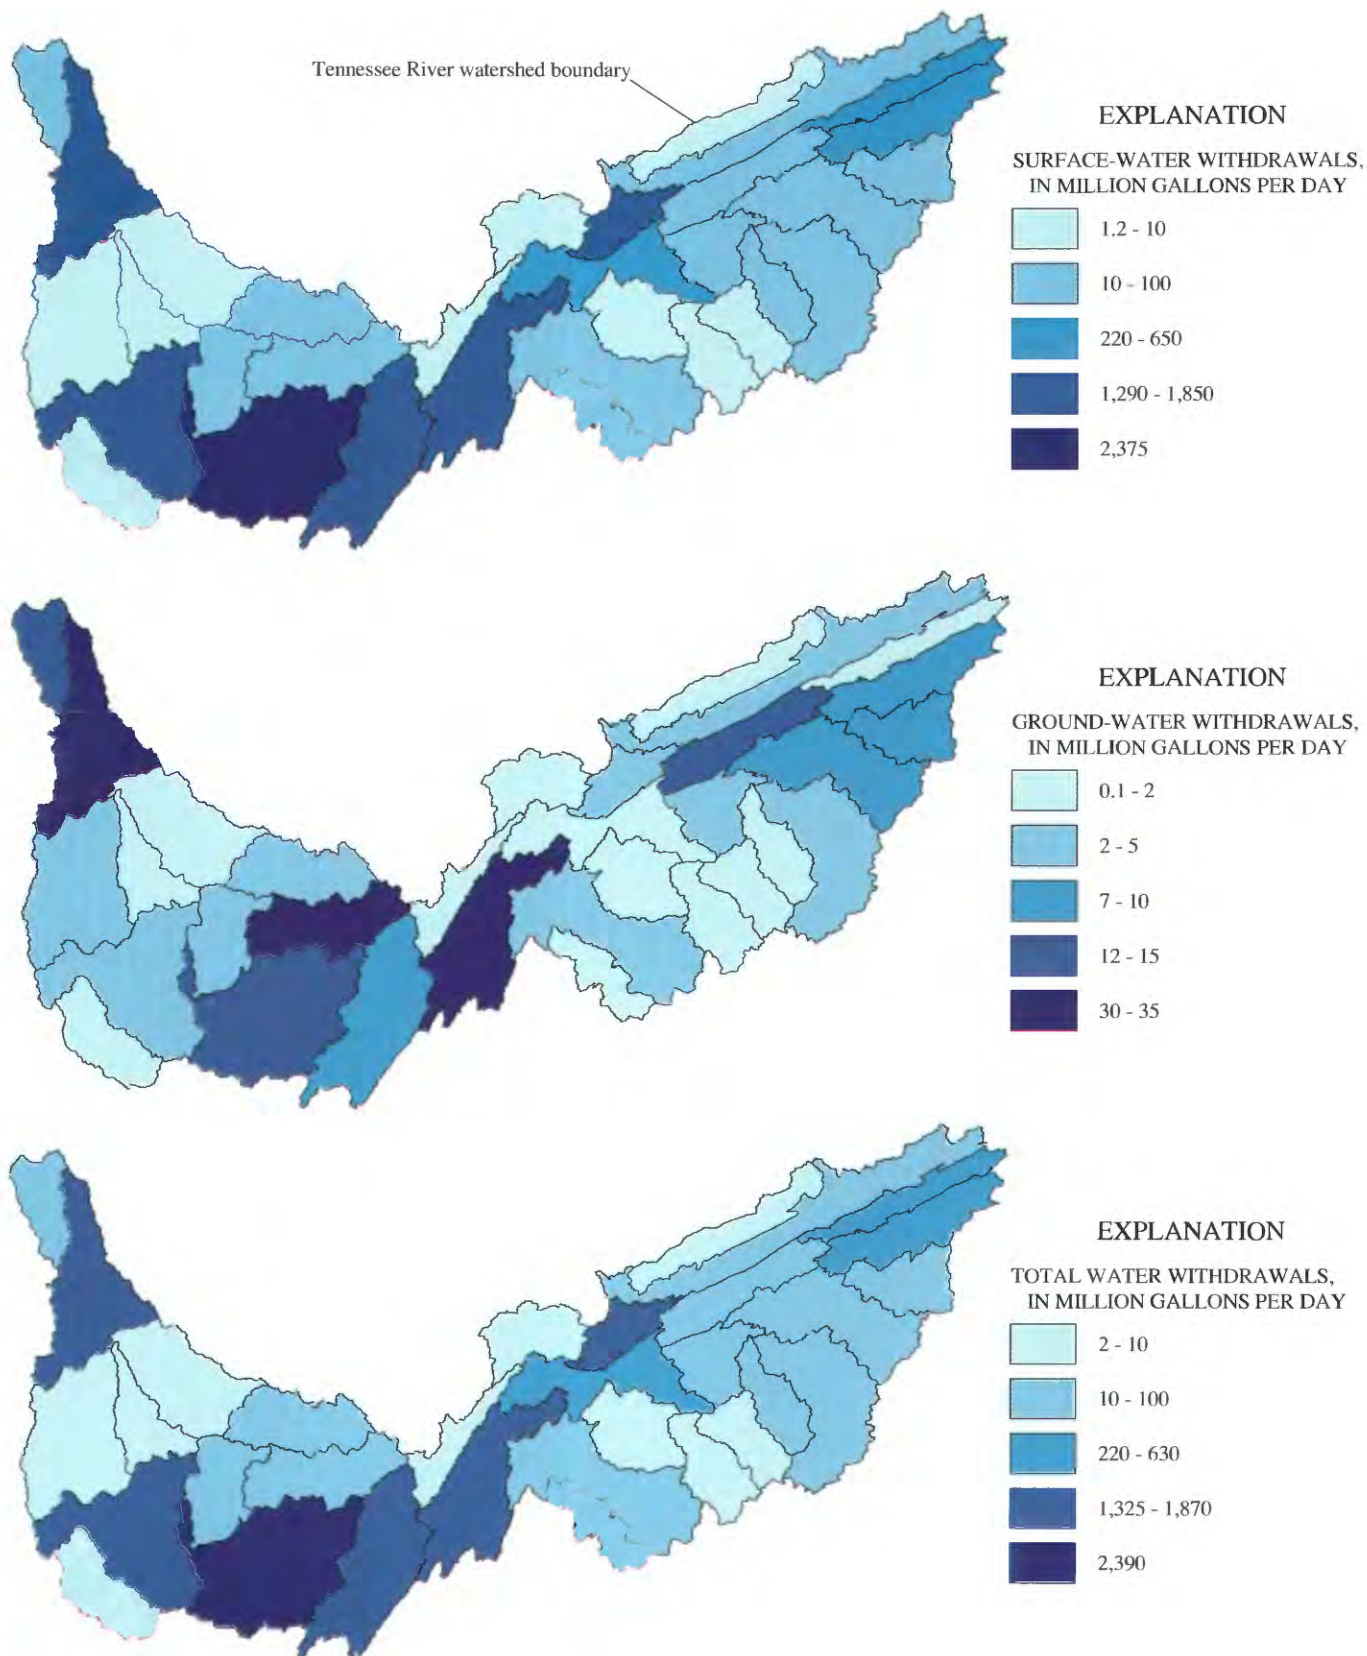 Tennessee River watershed boundary
EXPLANATION
SURFACE-WATER WITHDRAWALS,
IN MILLION GALLONS PER DAY
1.2 - 10
10 - 100
220 - 650
1,290 - 1,850
2,375
EXPLANATION
GROUND-WATER WITHDRAWALS,
IN MILLION GALLONS PER DAY
0.1 - 2
2 - 5
7 - 10
12 - 15
30 - 35
EXPLANATION
TOTAL WATER WITHDRAWALS,
IN MILLION GALLONS PER DAY
2 - 10
10 - 100
220 - 630
1,325 - 1,870
2,390